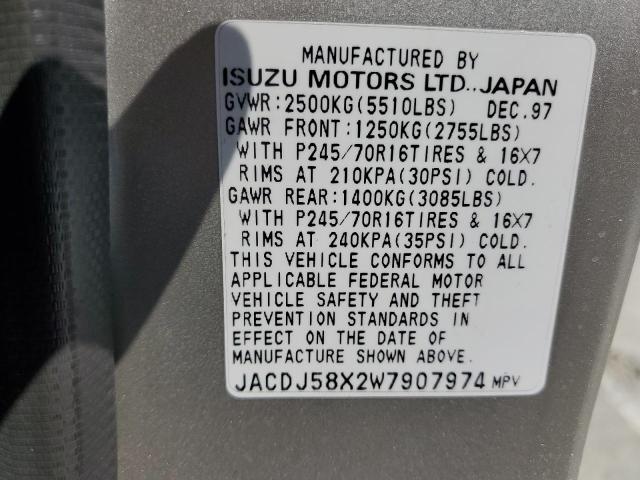 MANUFACTURED BY
ISUZU MOTORS LTD., JAPAN
GVWR:2500KG(5510LBS) DEC.97
GAWR FRONT:1250KG(2755LBS)
WITH P245/70R16TIRES & 16X7
RIMS AT 210KPA(30PSI) COLD.
GAWR REAR:1400KG(3085LBS)
WITH P245/70R16TIRES & 16X7
RIMS AT 240KPA(35PSI) COLD.
THIS VEHICLE CONFORMS TO ALL
APPLICABLE FEDERAL MOTOR
VEHICLE SAFETY AND THEFT
PREVENTION STANDARDS IN
EFFECT ON THE DATE OF
MANUFACTURE SHOWN ABOVE.
JACDJ58X2W7907974 MPV